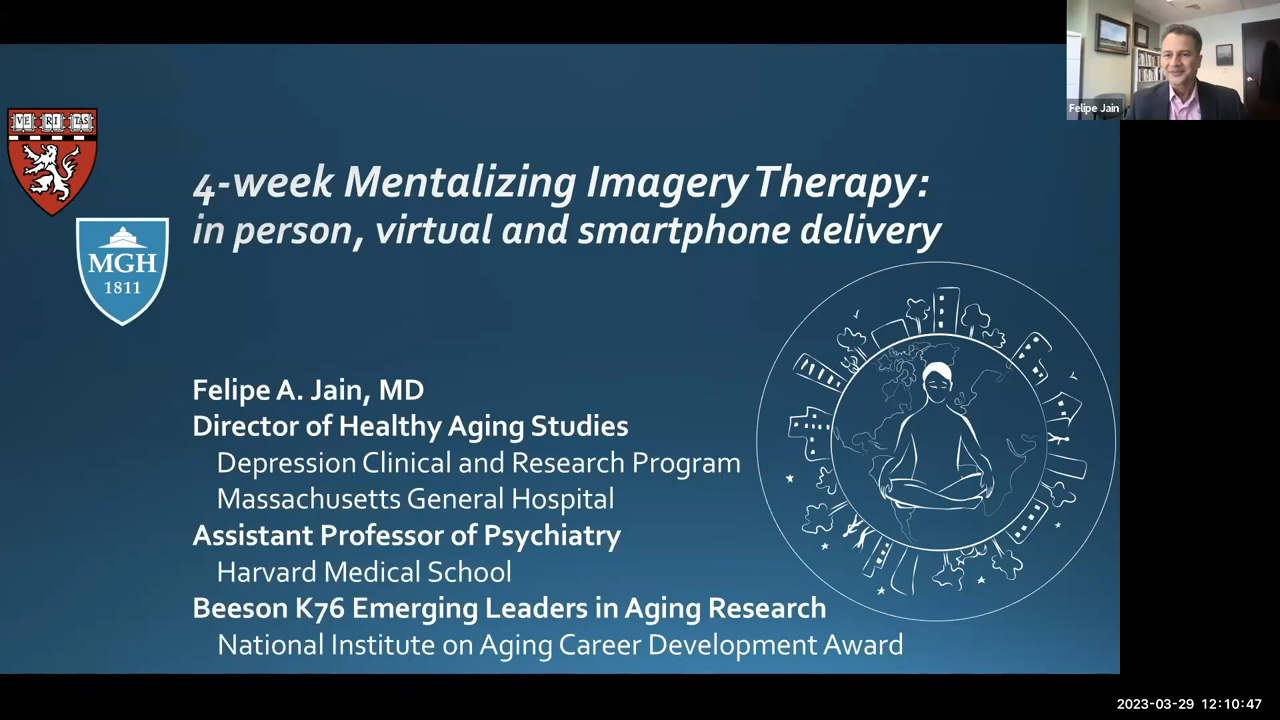 Felipe Jain
VE RI TAS
MGH
1811
4-week Mentalizing Imagery Therapy:
in person, virtual and smartphone delivery
Felipe A. Jain, MD
Director of Healthy Aging Studies
Depression Clinical and Research Program
Massachusetts General Hospital
Assistant Professor of Psychiatry
Harvard Medical School
Beeson K76 Emerging Leaders in Aging Research
National Institute on Aging Career Development Award
2023-03-29 12:10:47